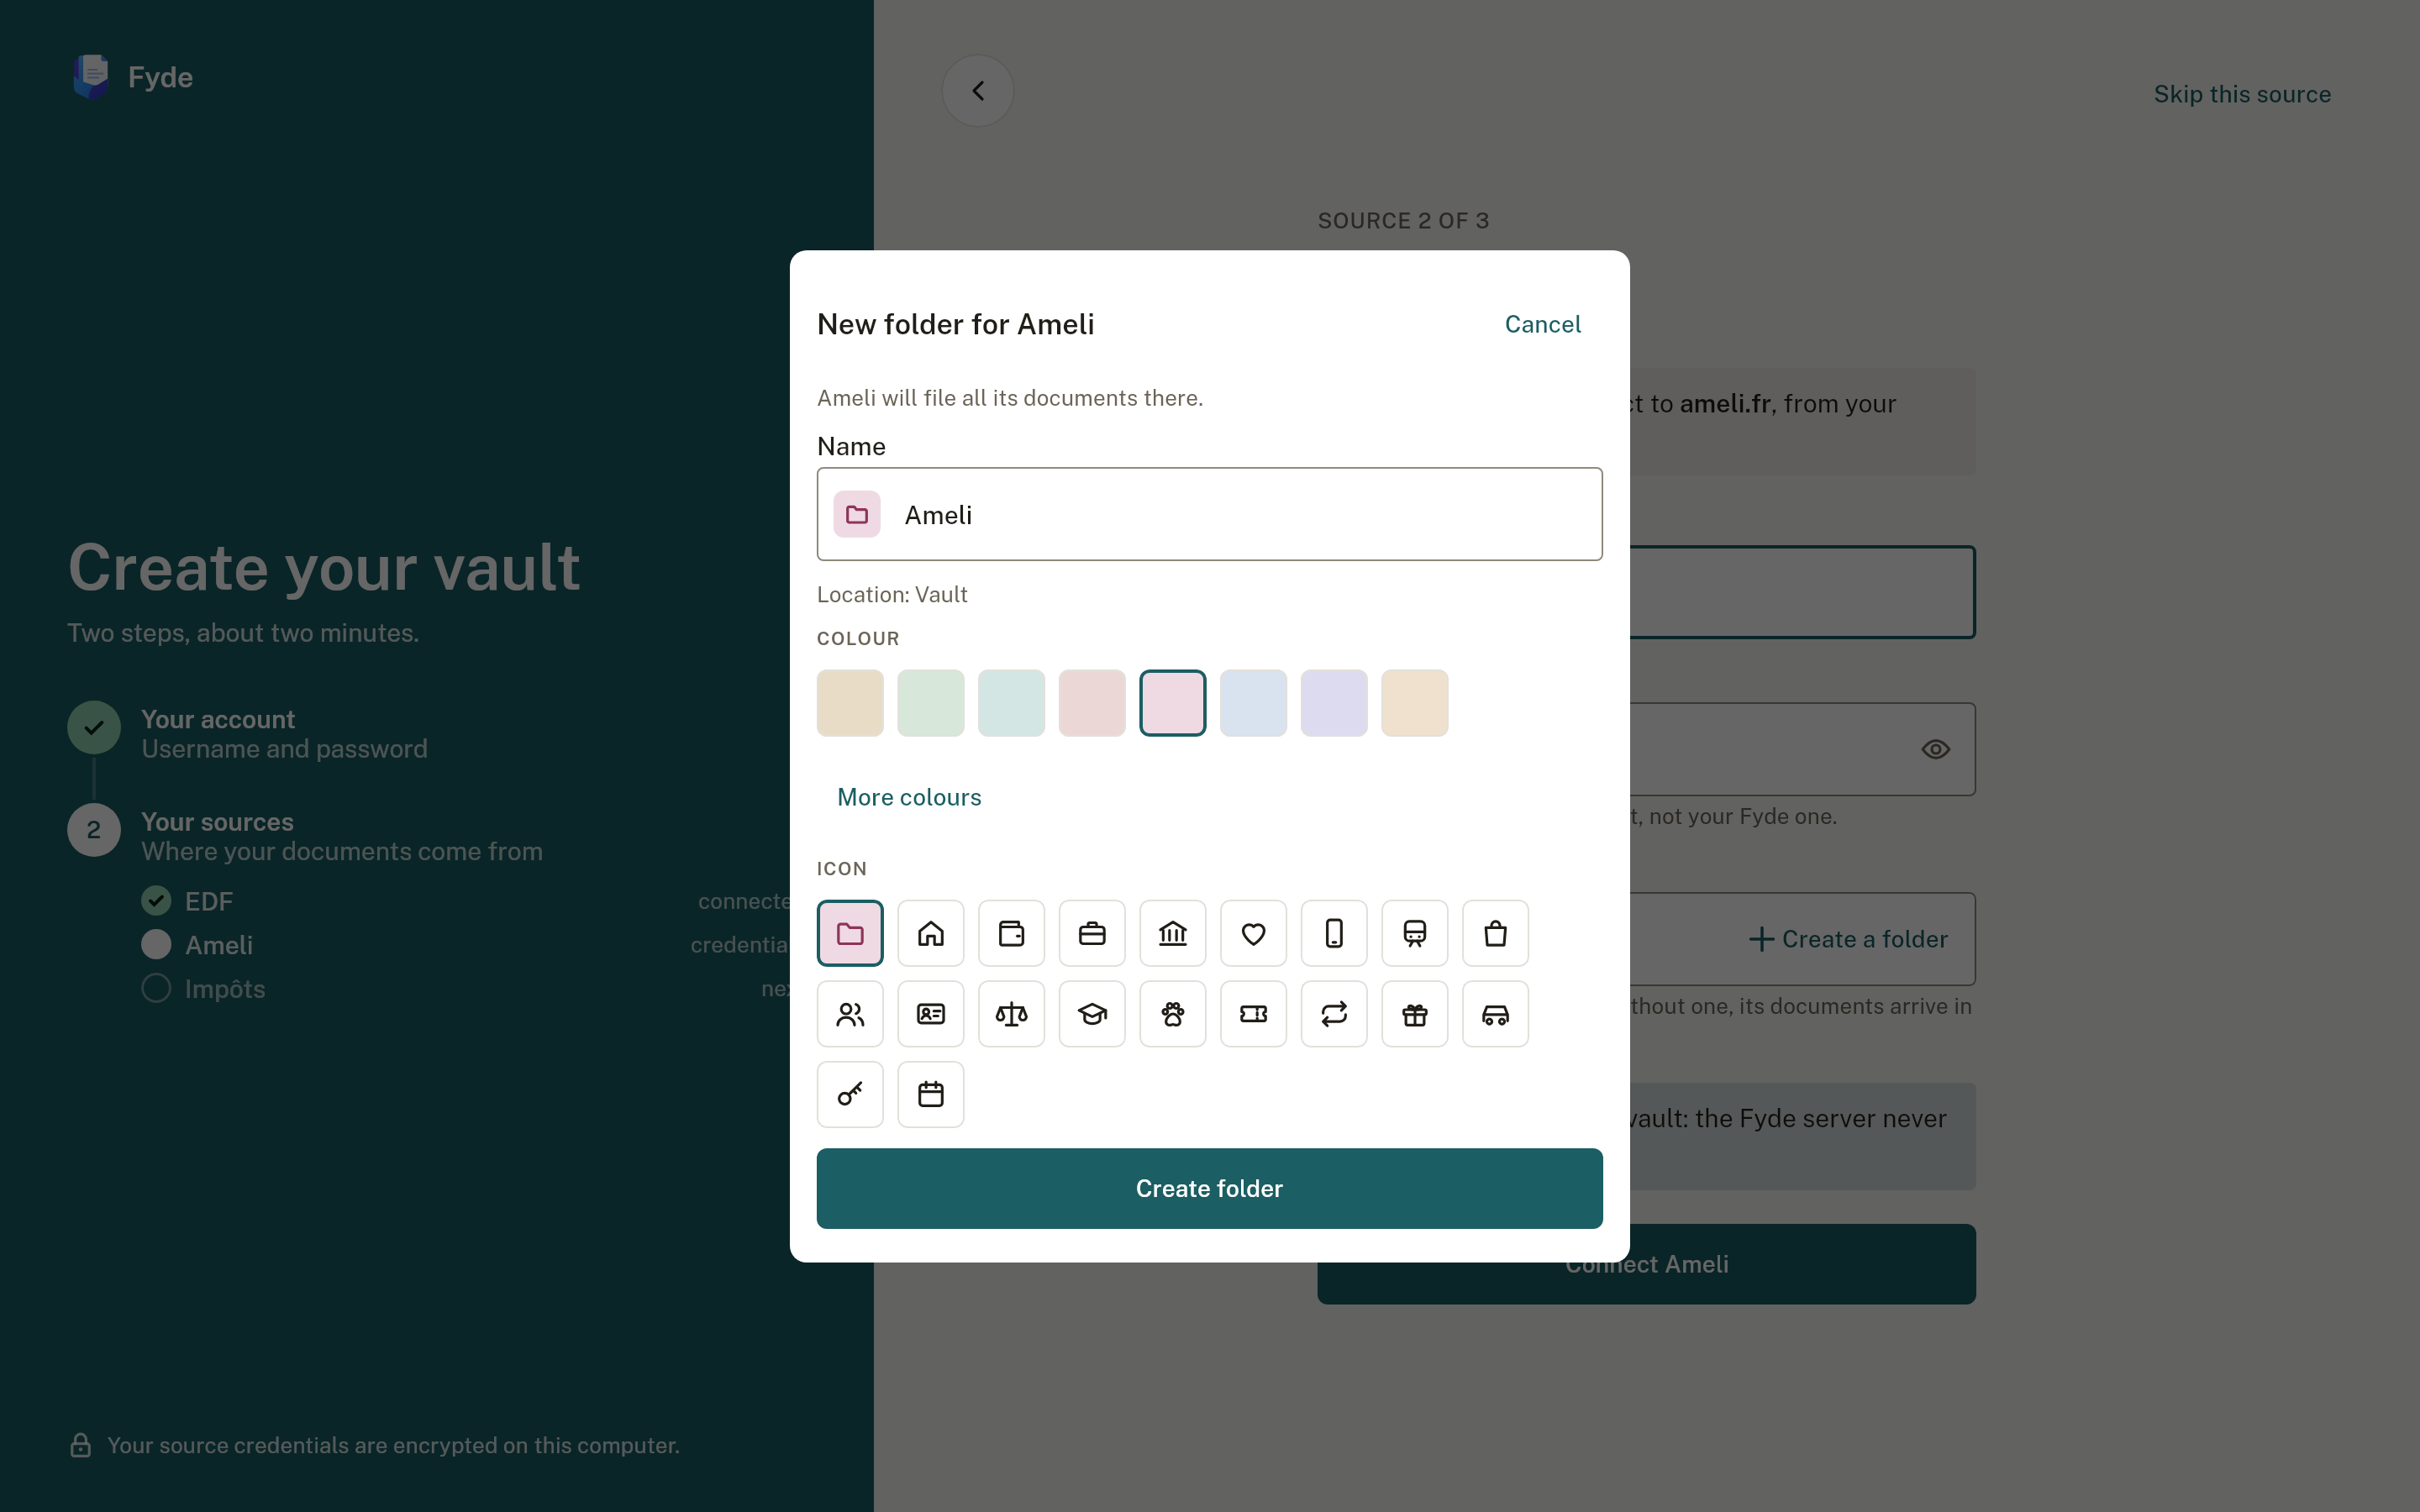 Fyde
Skip this source
SOURCE 2 OF 3
New folder for Ameli
Cancel
Ameli will file all its documents there.
to ameli.fr, from your
Name
Ameli
Location: Vault
COLOUR
Create your vault
Two steps, about two minutes.
Your account
Username and password
2
Your sources
Where your documents come from
EDF
Ameli
Impôts
More colours
, not your Fyde one.
ICON
Create a folder
one, its documents arrive in
vault: the Fyde server never
Create folder
Connect Ameli
Your source credentials are encrypted on this computer.